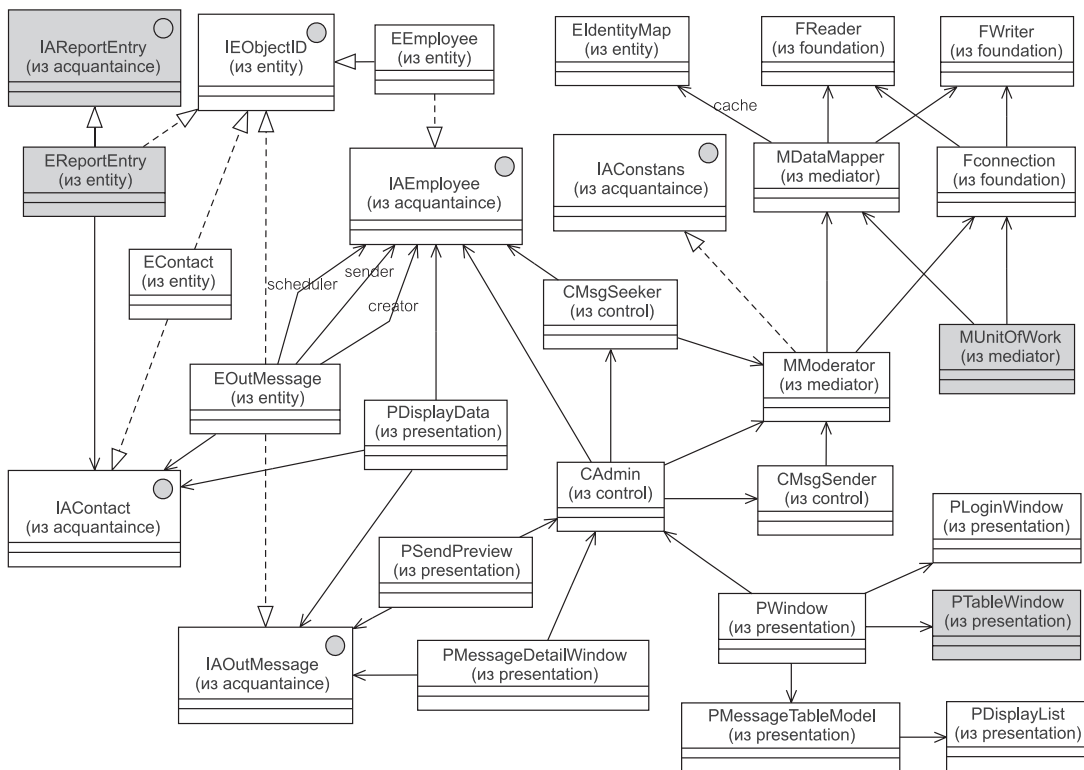 IAReportEntry
(из acquantaince)
IEObjectID
(из entity)
EEmployee
(из entity)
EIdentityMap
(из entity)
FReader
(из foundation)
FWriter
(из foundation)
cache
EReportEntry
(из entity)
IAEmployee
(из acquantaince)
IAConstans
(из acquantaince)
MDataMapper
(из mediator)
Fconnection
(из foundation)
EContact
(из entity)
scheduler
sender
creator
CMsgSeeker
(из control)
MUnitOfWork
(из mediator)
EOutMessage
(из entity)
PDisplayData
(из presentation)
MModerator
(из mediator)
IAContact
(из acquantaince)
CAdmin
(из control)
CMsgSender
(из control)
PLoginWindow
(из presentation)
PSendPreview
(из presentation)
PWindow
(из presentation)
PTableWindow
(из presentation)
IAOutMessage
(из acquantaince)
PMessageDetailWindow
(из presentation)
PMessageTableModel
(из presentation)
PDisplayList
(из presentation)